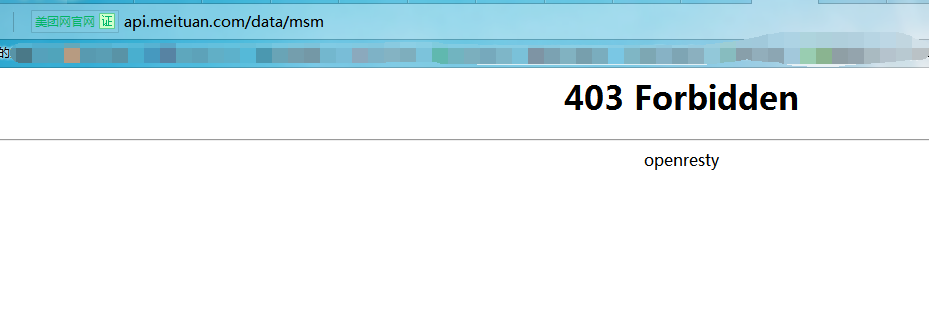 美团网官网 证 api.meituan.com/data/msm
的
403 Forbidden
openresty